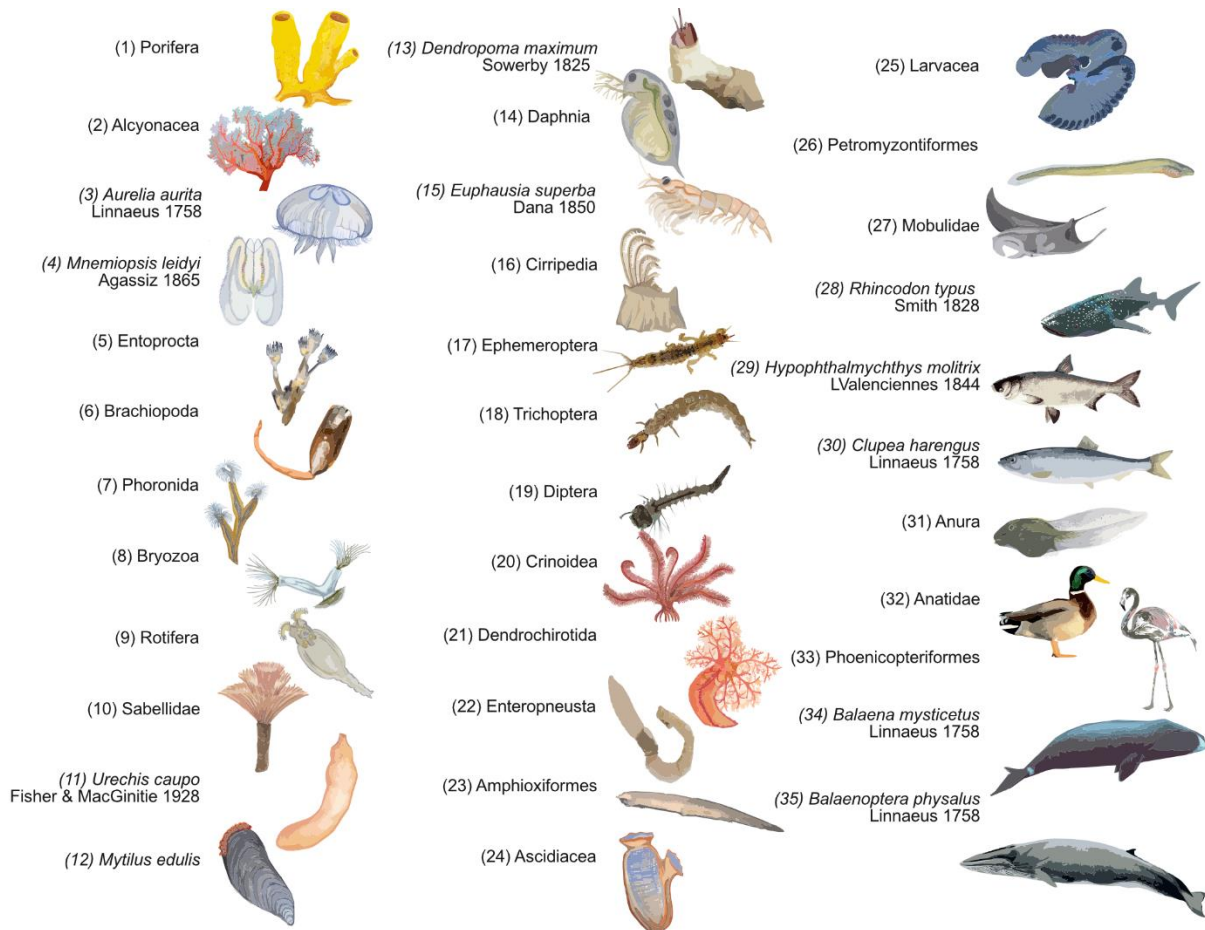 (1) Porifera
(2) Alcyonacea
(3) Aurelia aurita
Linnaeus 1758
(4) Mnemiopsis leidyi
Agassiz 1865
(5) Entoprocta
(6) Brachiopoda
(7) Phoronida
(8) Bryozoa
(9) Rotifera
(10) Sabellidae
(11) Urechis caupo
Fisher & MacGinitie 1928
(12) Mytilus edulis
(13) Dendropoma maximum
Sowerby 1825
(14) Daphnia
(15) Euphausia superba
Dana 1850
(16) Cirripedia
(17) Ephemeroptera
(18) Trichoptera
(19) Diptera
(20) Crinoidea
(21) Dendrochirotida
(22) Enteropneusta
(23) Amphioxiformes
(24) Ascidiacea
(25) Larvacea
(26) Petromyzontiformes
(27) Mobulidae
(28) Rhincodon typus
Smith 1828
(29) Hypophthalmychthys molitrix
LValenciennes 1844
(30) Clupea harengus
Linnaeus 1758
(31) Anura
(32) Anatidae
(33) Phoenicopteriformes
(34) Balaena mysticetus
Linnaeus 1758
(35) Balaenoptera physalus
Linnaeus 1758